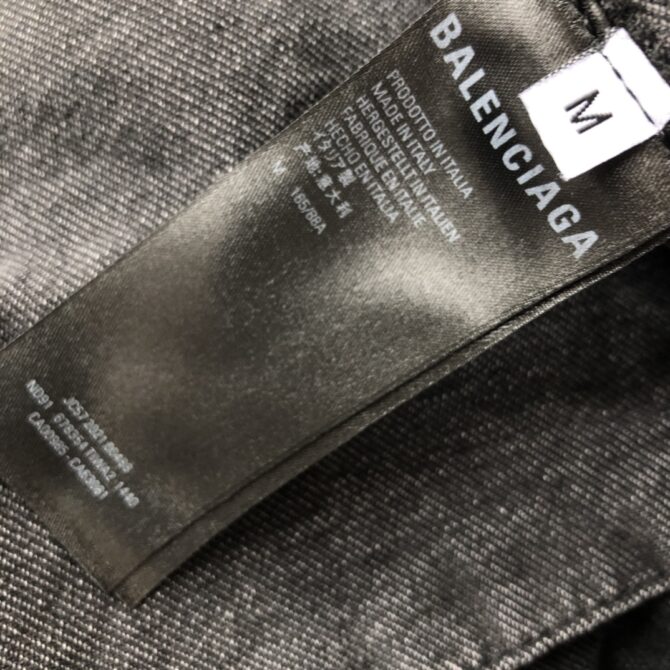 BALENCIAGA
M
PRODOTTO IN ITALIA
MADE IN ITALY
HERGESTELLT IN ITALIEN
FABRIQUE EN ITALIE
HECHO EN ITALIA
イタリア製
产地:意大利
M 165/88A